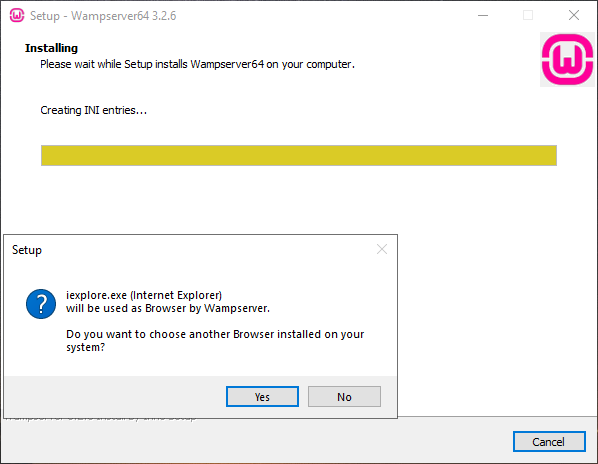 Setup - Wampserver64 3.2.6
Installing
Please wait while Setup installs Wampserver64 on your computer.
Creating INI entries...
Setup
iexplore.exe (Internet Explorer)
will be used as Browser by Wampserver.
Do you want to choose another Browser installed on your
system?
Yes
No
Cancel